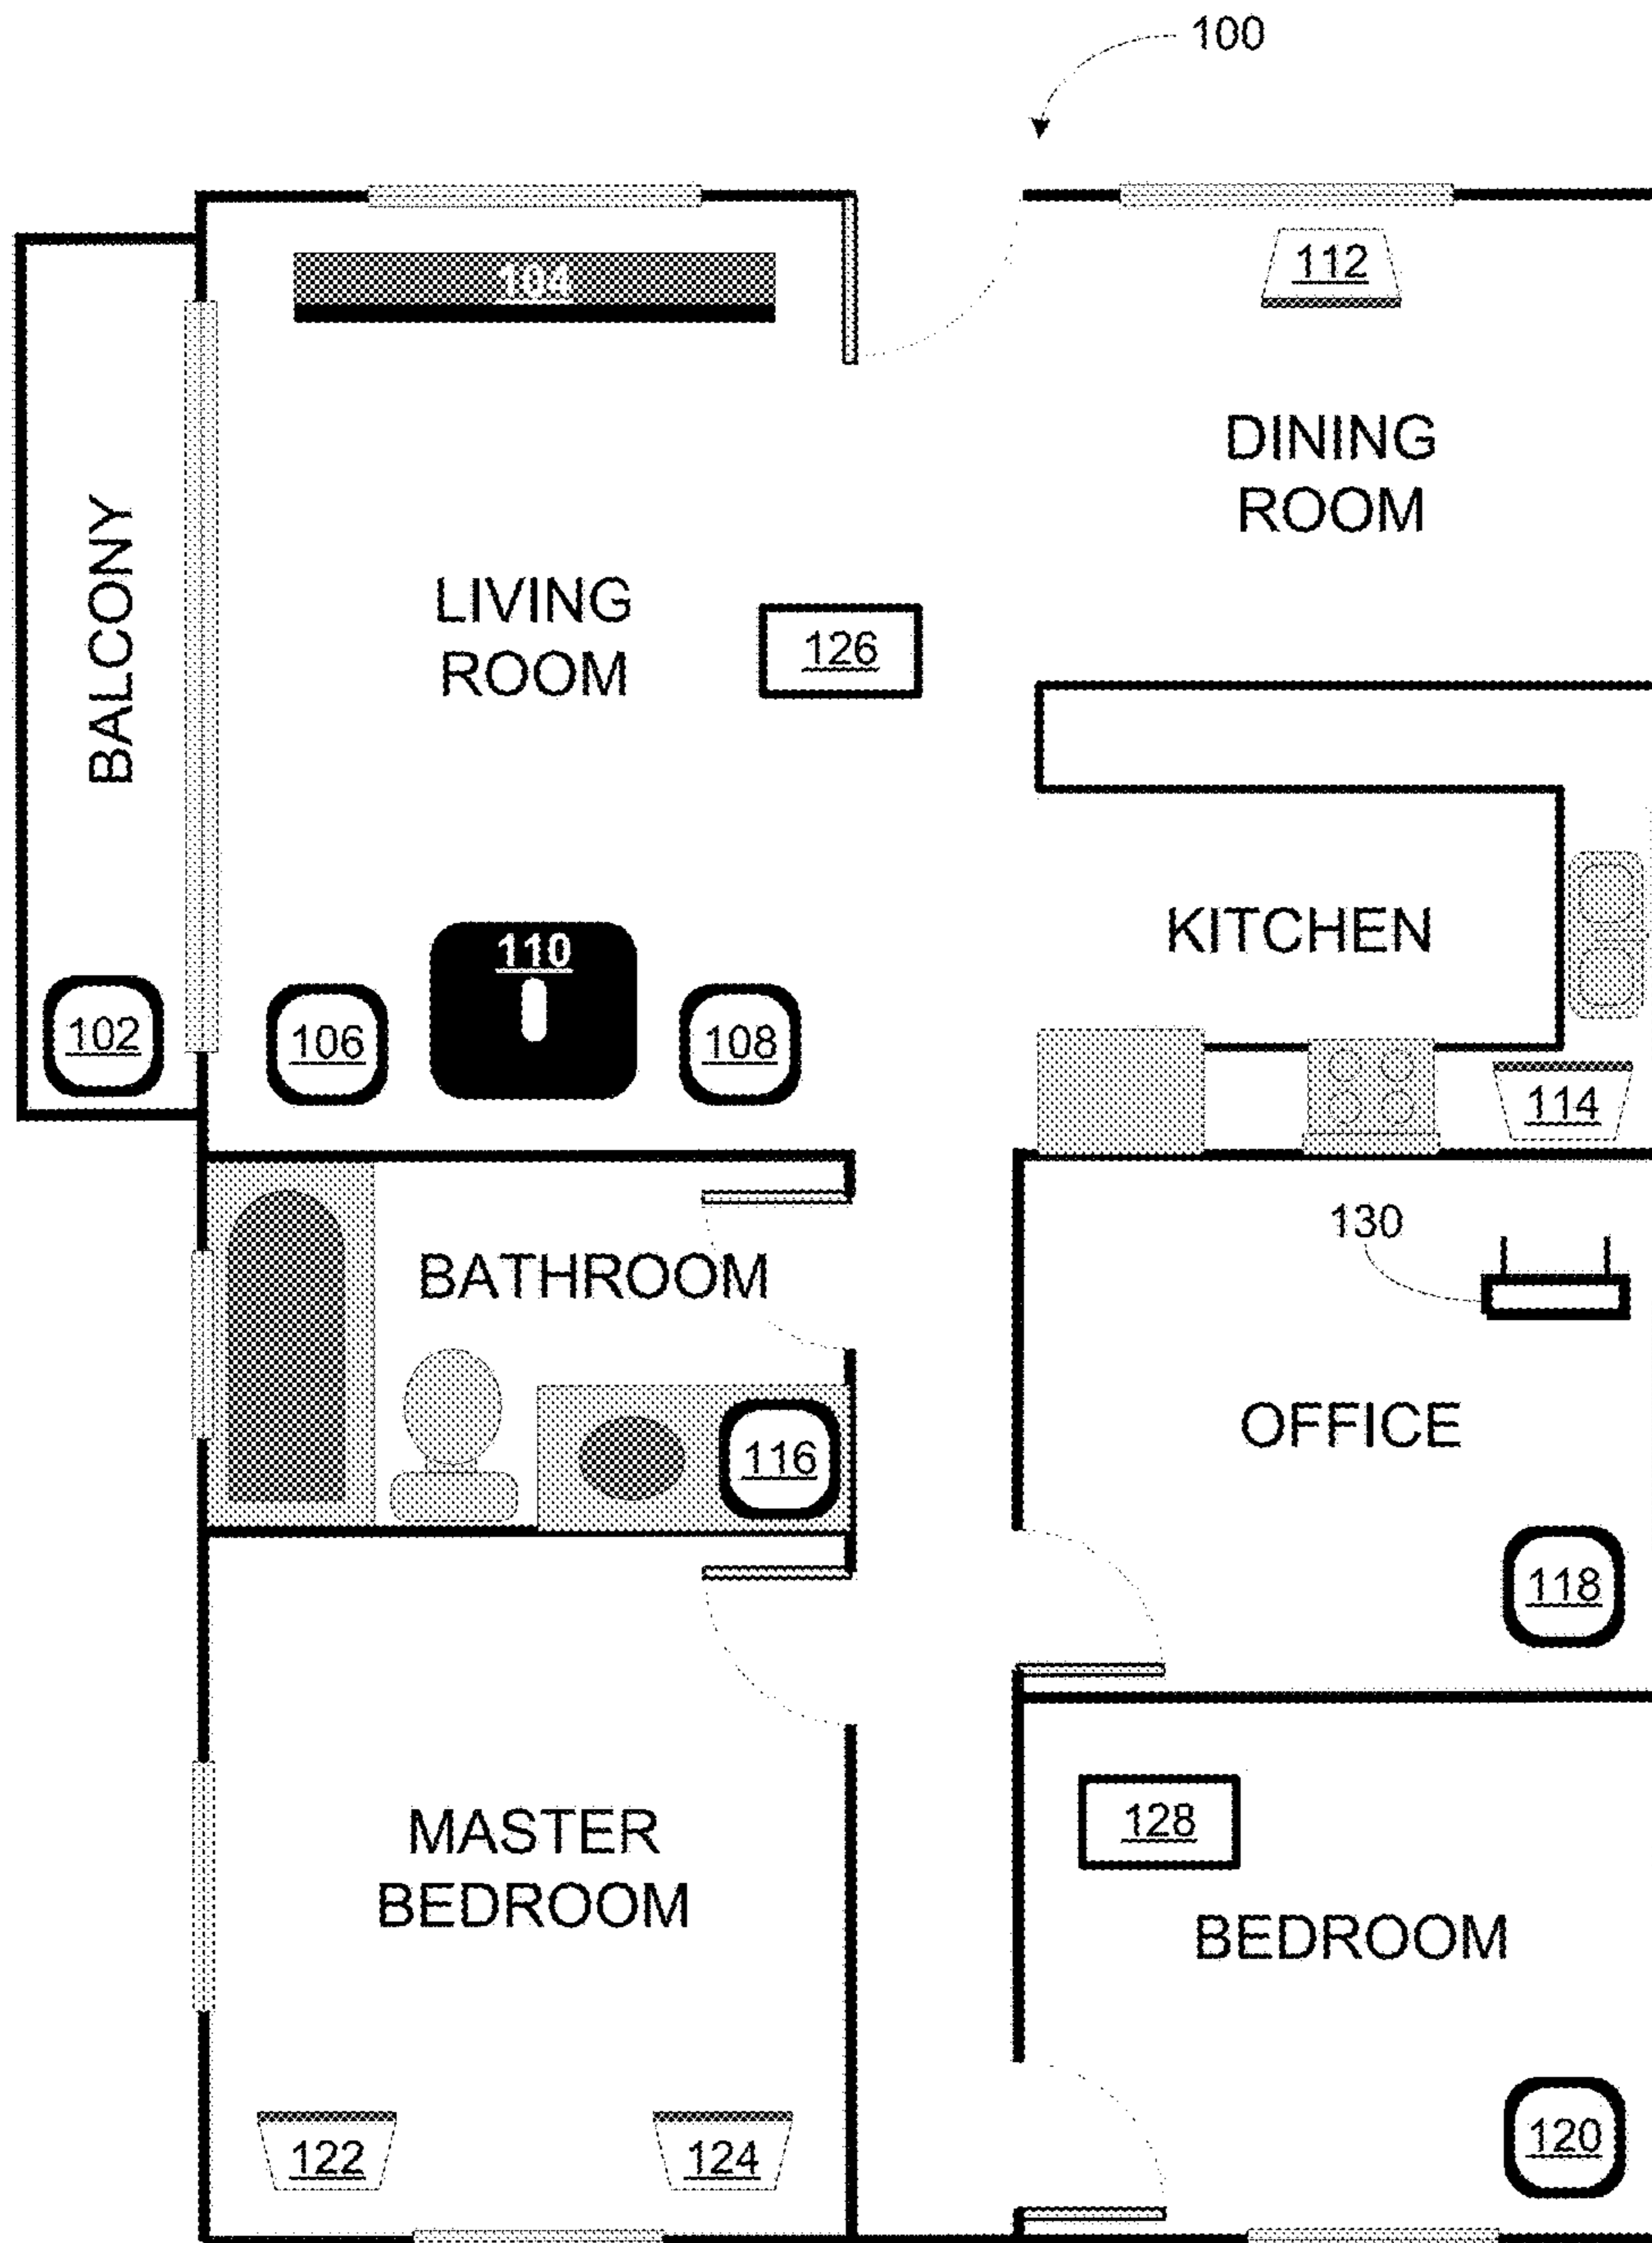 100
104
112
DINING
ROOM
BALCONY
LIVING
ROOM
126
KITCHEN
110
102
106
108
114
130
BATHROOM
OFFICE
116
118
128
MASTER
BEDROOM
BEDROOM
122
124
120